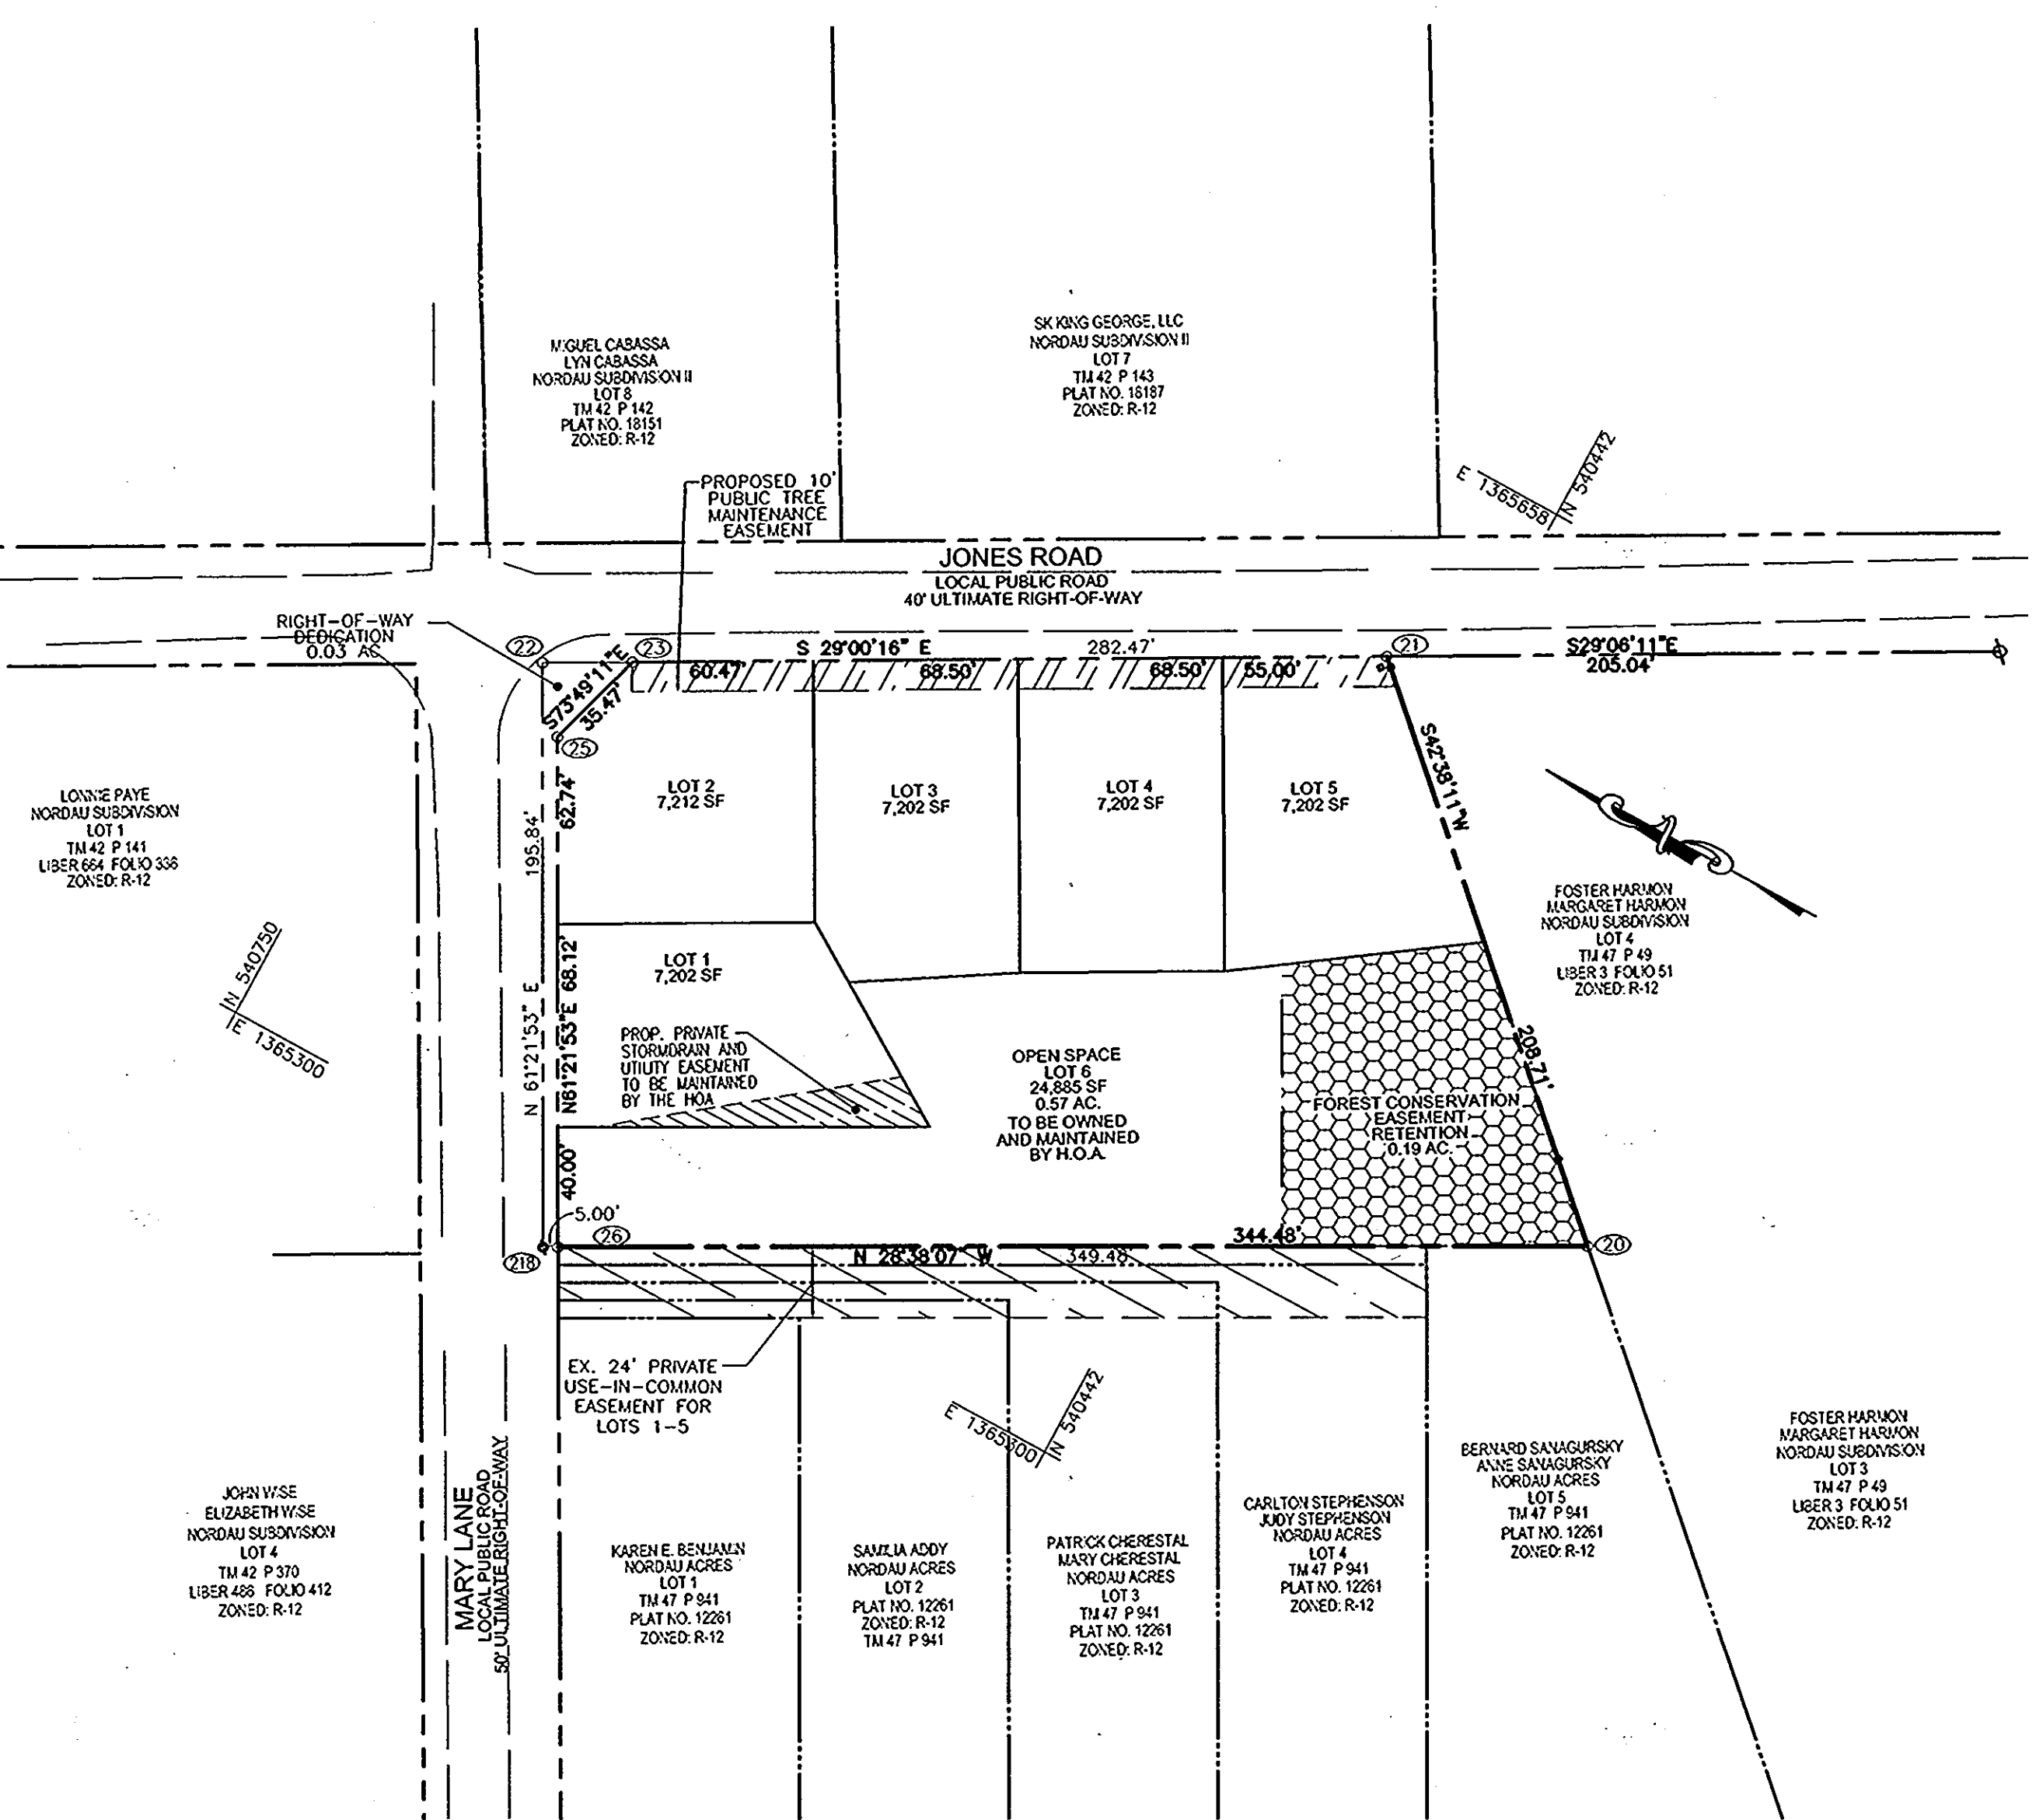 MIGUEL CABASSA
LYN CABASSA
NORDAU SUBDIVISION II
LOT 8
TM 42 P 142
PLAT NO. 18151
ZONED: R-12
SK KING GEORGE, LLC
NORDAU SUBDIVISION II
LOT 7
TM 42 P 143
PLAT NO. 18187
ZONED: R-12
E 1365658
N 540442
PROPOSED 10'
PUBLIC TREE
MAINTENANCE
EASEMENT
JONES ROAD
LOCAL PUBLIC ROAD
40' ULTIMATE RIGHT-OF-WAY
RIGHT-OF-WAY
DEDICATION
0.03 AC
22
23
S 29°00'16" E
282.47'
21
S29°06'11"E
205.04'
60.47'
68.50'
68.50'
55.00'
S73°49'11"E
35.47'
25
62.74'
195.84'
S42°38'11"W
LOT 2
7,212 SF
LOT 3
7,202 SF
LOT 4
7,202 SF
LOT 5
7,202 SF
LONNIE PAYE
NORDAU SUBDIVISION
LOT 1
TM 42 P 141
LIBER 664 FOLIO 336
ZONED: R-12
FOSTER HARMON
MARGARET HARMON
NORDAU SUBDIVISION
LOT 4
TM 47 P 49
LIBER 3 FOLIO 51
ZONED: R-12
N 540750
E 1365300
LOT 1
7,202 SF
N 61°21'53" E
N61°21'53"E 68.12'
PROP. PRIVATE
STORMDRAIN AND
UTILITY EASEMENT
TO BE MAINTAINED
BY THE HOA
OPEN SPACE
LOT 6
24,885 SF
0.57 AC.
TO BE OWNED
AND MAINTAINED
BY H.O.A.
208.71'
FOREST CONSERVATION
EASEMENT
RETENTION
0.19 AC.
40.00'
5.00'
26
218
N 28°38'07" W
349.48'
344.48'
20
EX. 24' PRIVATE
USE-IN-COMMON
EASEMENT FOR
LOTS 1-5
E 1365300
N 540442
MARY LANE
LOCAL PUBLIC ROAD
50' ULTIMATE RIGHT-OF-WAY
JOHN WISE
ELIZABETH WISE
NORDAU SUBDIVISION
LOT 4
TM 42 P 370
LIBER 488 FOLIO 412
ZONED: R-12
KAREN E. BENJAMIN
NORDAU ACRES
LOT 1
TM 47 P 941
PLAT NO. 12261
ZONED: R-12
SAMILIA ADDY
NORDAU ACRES
LOT 2
PLAT NO. 12261
ZONED: R-12
TM 47 P 941
PATRICK CHERESTAL
MARY CHERESTAL
NORDAU ACRES
LOT 3
TM 47 P 941
PLAT NO. 12261
ZONED: R-12
CARLTON STEPHENSON
JUDY STEPHENSON
NORDAU ACRES
LOT 4
TM 47 P 941
PLAT NO. 12261
ZONED: R-12
BERNARD SANAGURSKY
ANNE SANAGURSKY
NORDAU ACRES
LOT 5
TM 47 P 941
PLAT NO. 12261
ZONED: R-12
FOSTER HARMON
MARGARET HARMON
NORDAU SUBDIVISION
LOT 3
TM 47 P 49
LIBER 3 FOLIO 51
ZONED: R-12